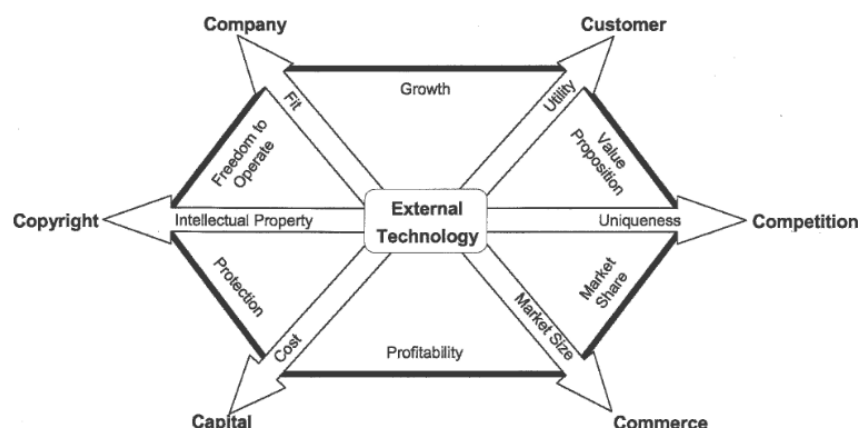 Company
Customer
Growth
Fit
Utility
Freedom to
Operate
Value
Proposition
Copyright
Intellectual Property
External
Technology
Uniqueness
Competition
Protection
Market
Share
Cost
Market Size
Profitability
Capital
Commerce